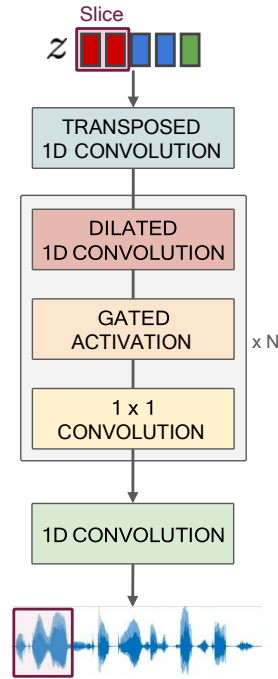 Slice
z
TRANSPOSED
1D CONVOLUTION
DILATED
1D CONVOLUTION
GATED
ACTIVATION
x N
1 x 1
CONVOLUTION
1D CONVOLUTION